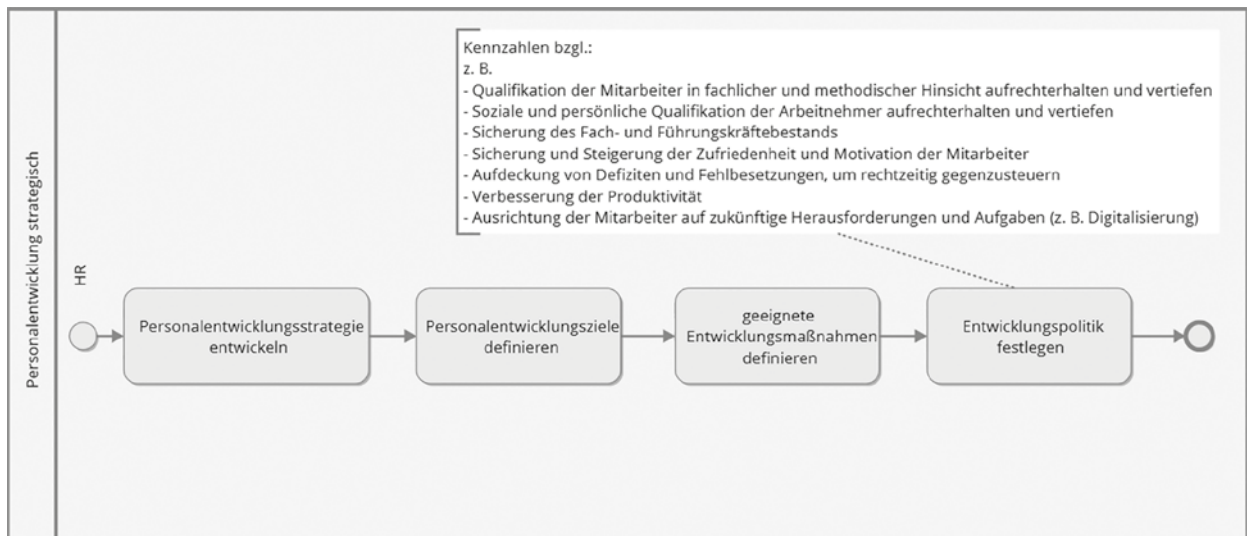 Personalentwicklung strategisch
HR
Kennzahlen bzgl.:
z. B.
- Qualifikation der Mitarbeiter in fachlicher und methodischer Hinsicht aufrechterhalten und vertiefen
- Soziale und persönliche Qualifikation der Arbeitnehmer aufrechterhalten und vertiefen
- Sicherung des Fach- und Führungskräftebestands
- Sicherung und Steigerung der Zufriedenheit und Motivation der Mitarbeiter
- Aufdeckung von Defiziten und Fehlbesetzungen, um rechtzeitig gegenzusteuern
- Verbesserung der Produktivität
- Ausrichtung der Mitarbeiter auf zukünftige Herausforderungen und Aufgaben (z. B. Digitalisierung)
Personalentwicklungsstrategie
entwickeln
Personalentwicklungsziele
definieren
geeignete
Entwicklungsmaßnahmen
definieren
Entwicklungspolitik
festlegen